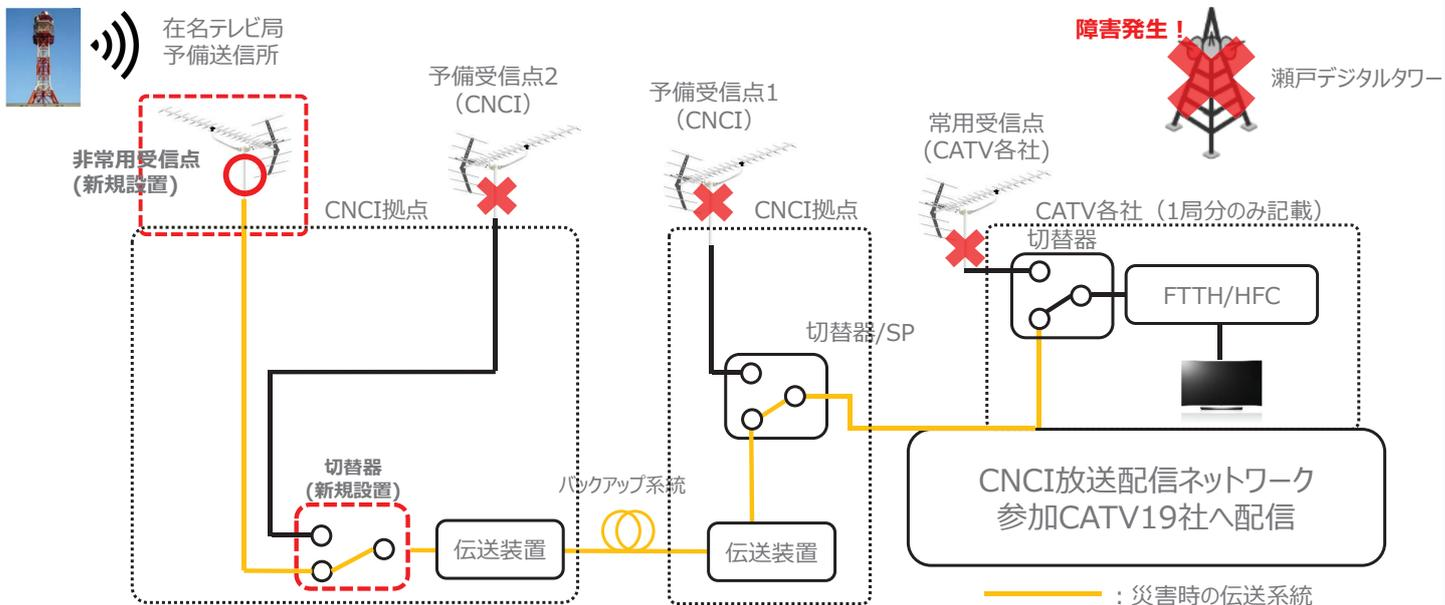 在名テレビ局
予備送信所
障害発生！
瀬戸デジタルタワー
予備受信点2
（CNCI）
予備受信点1
（CNCI）
常用受信点
(CATV各社)
非常用受信点
(新規設置)
CNCI拠点
CNCI拠点
CATV各社（1局分のみ記載）
切替器
FTTH/HFC
切替器/SP
切替器
(新規設置)
バックアップ系統
伝送装置
伝送装置
CNCI放送配信ネットワーク
参加CATV19社へ配信
：災害時の伝送系統